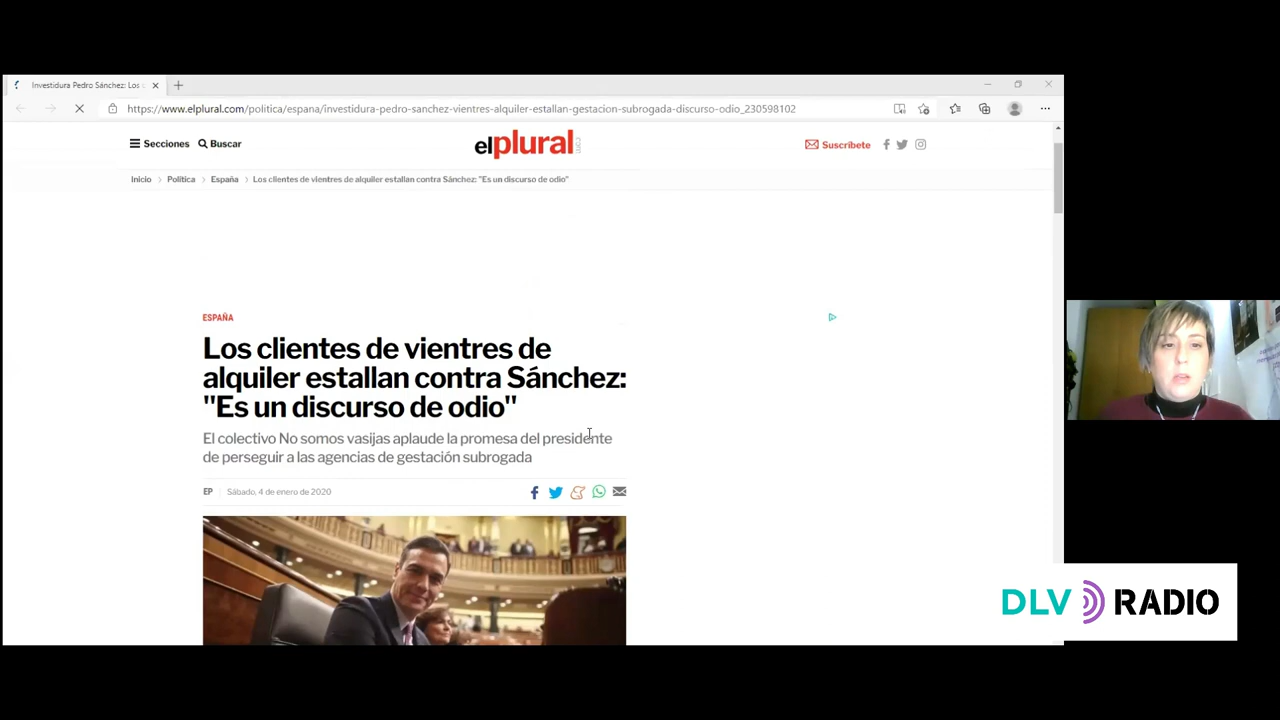 Investidura Pedro Sánchez: Los
https://www.elplural.com/politica/espana/investidura-pedro-sanchez-vientres-alquiler-estallan-gestacion-subrogada-discurso-odio_230598102
Secciones Buscar
elplural.com
Suscríbete
Inicio > Política > España > Los clientes de vientres de alquiler estallan contra Sánchez: "Es un discurso de odio"
ESPAÑA
Los clientes de vientres de
alquiler estallan contra Sánchez:
"Es un discurso de odio"
El colectivo No somos vasijas aplaude la promesa del presidente
de perseguir a las agencias de gestación subrogada
EP | Sábado, 4 de enero de 2020
DLV RADIO